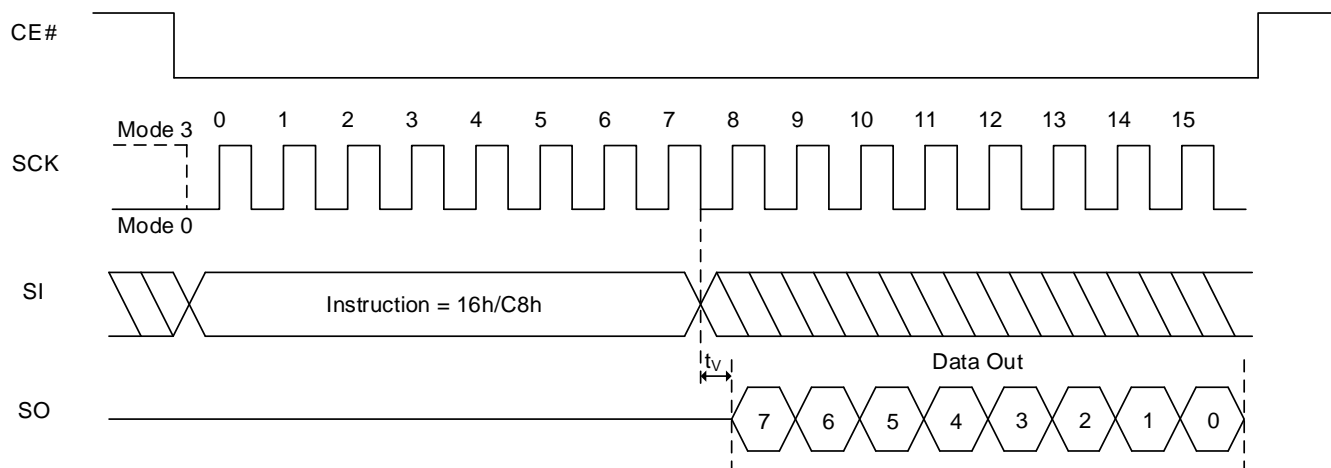 CE#
0 1 2 3 4 5 6 7 8 9 10 11 12 13 14 15
Mode 3
SCK
Mode 0
SI
Instruction = 16h/C8h
tV
Data Out
SO
7 6 5 4 3 2 1 0